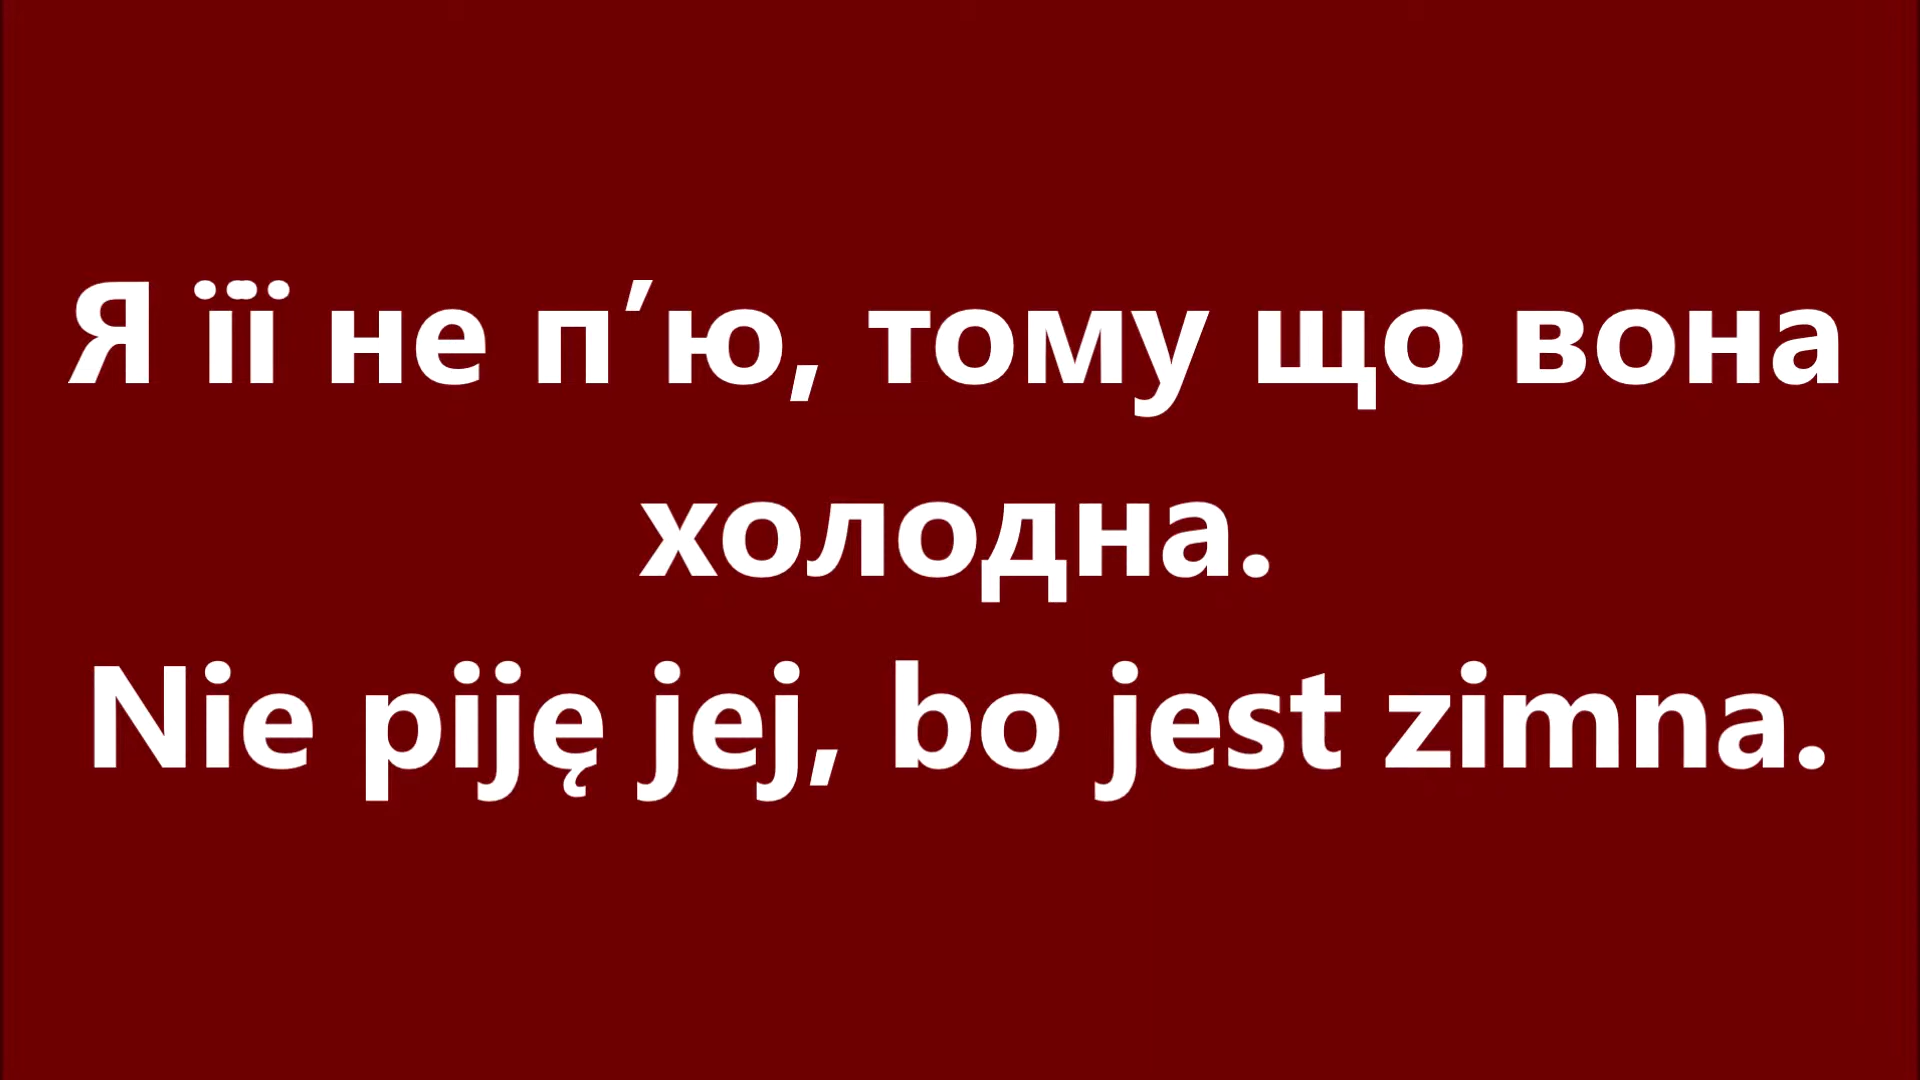 Я її не п’ю, тому що вона
холодна.
Nie piję jej, bo jest zimna.